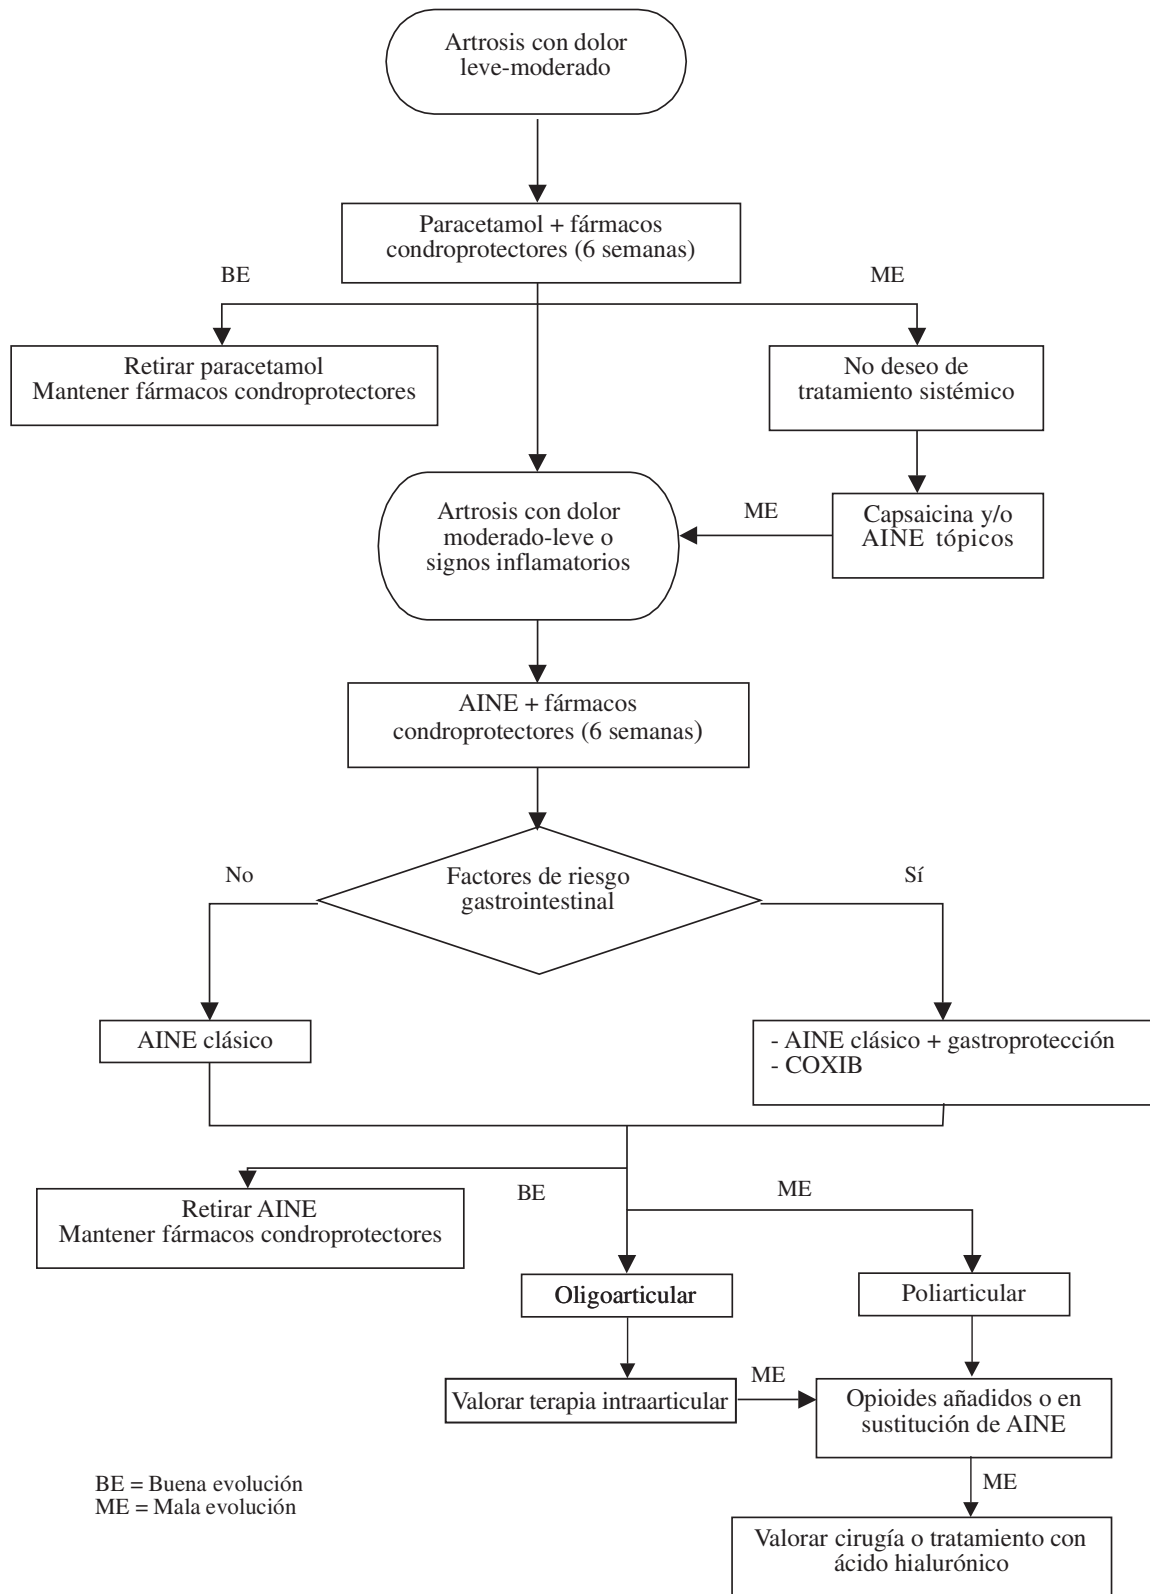 Artrosis con dolor
leve-moderado
Paracetamol + fármacos
condroprotectores (6 semanas)
BE
ME
Retirar paracetamol
Mantener fármacos condroprotectores
No deseo de
tratamiento sistémico
Artrosis con dolor
moderado-leve o
signos inflamatorios
ME
Capsaicina y/o
AINE tópicos
AINE + fármacos
condroprotectores (6 semanas)
No
Factores de riesgo
gastrointestinal
Sí
AINE clásico
- AINE clásico + gastroprotección
- COXIB
BE
ME
Retirar AINE
Mantener fármacos condroprotectores
Oligoarticular
Poliarticular
Valorar terapia intraarticular
ME
Opioides añadidos o en
sustitución de AINE
ME
BE = Buena evolución
ME = Mala evolución
Valorar cirugía o tratamiento con
ácido hialurónico